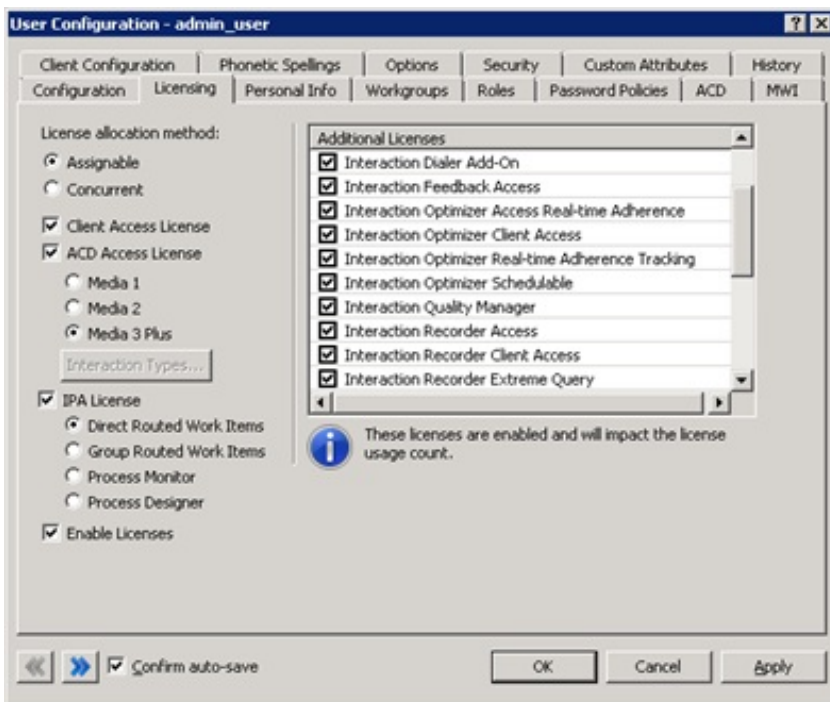 User Configuration - admin_user
Client Configuration
Phonetic Spellings
Options
Security
Custom Attributes
History
Configuration
Licensing
Personal Info
Workgroups
Roles
Password Policies
ACD
MWI
License allocation method:
Assignable
Concurrent
Client Access License
ACD Access License
Media 1
Media 2
Media 3 Plus
Interaction Types...
IPA License
Direct Routed Work Items
Group Routed Work Items
Process Monitor
Process Designer
Enable Licenses
Additional Licenses
Interaction Dialer Add-On
Interaction Feedback Access
Interaction Optimizer Access Real-time Adherence
Interaction Optimizer Client Access
Interaction Optimizer Real-time Adherence Tracking
Interaction Optimizer Schedulable
Interaction Quality Manager
Interaction Recorder Access
Interaction Recorder Client Access
Interaction Recorder Extreme Query
These licenses are enabled and will impact the license
usage count.
Confirm auto-save
OK
Cancel
Apply